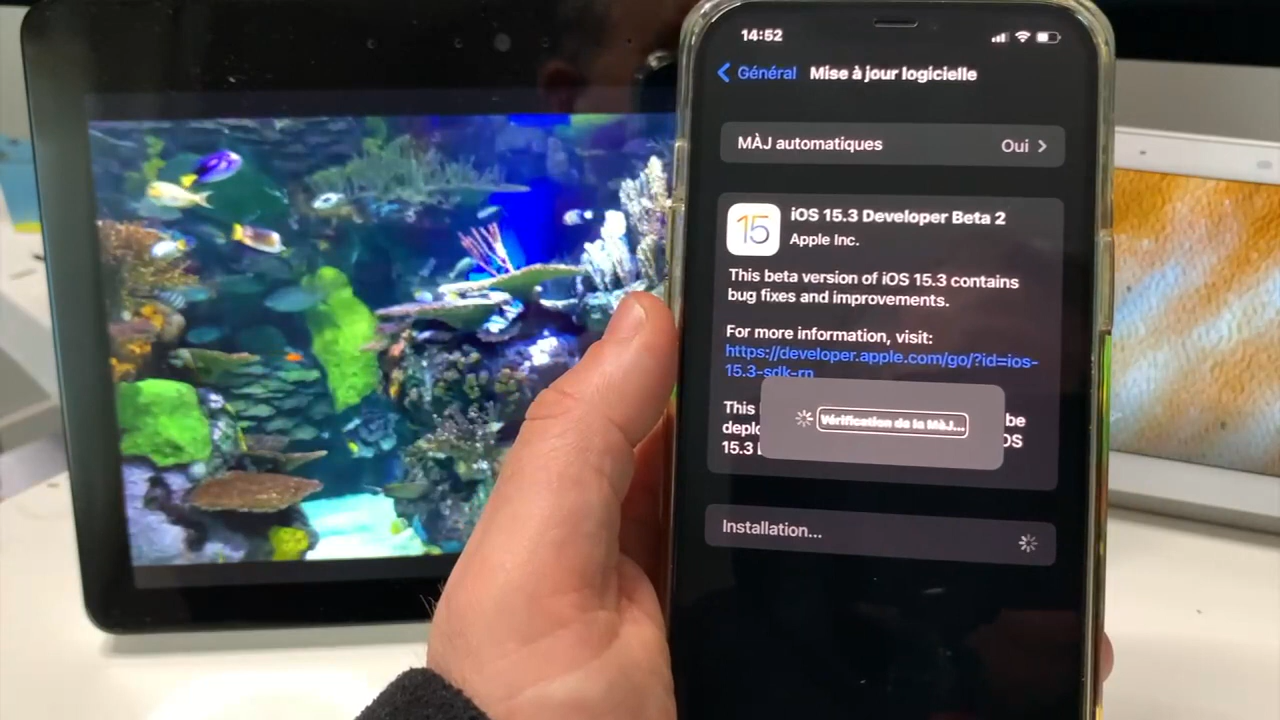 14:52
Général Mise à jour logicielle
MÀJ automatiques Oui
15
iOS 15.3 Developer Beta 2
Apple Inc.
This beta version of iOS 15.3 contains
bug fixes and improvements.
For more information, visit:
https://developer.apple.com/go/?id=ios-
15.3-sdk-rn
This be
Vérification de la MàJ...
15.3
Installation...